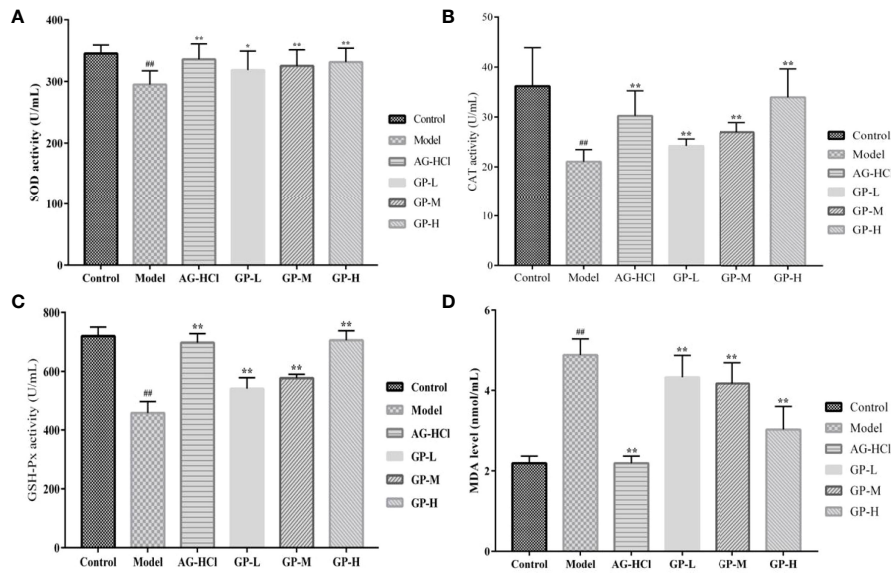 A
SOD activity (U/mL)
400
300
200
100
0
##
**
*
**
**
Control
Model
AG-HCl
GP-L
GP-M
GP-H
Control
Model
AG-HCl
GP-L
GP-M
GP-H
B
CAT activity (U/mL)
50
40
30
20
10
0
##
**
**
**
**
Control
Model
AG-HCl
GP-L
GP-M
GP-H
Control
Model
AG-HC
GP-L
GP-M
GP-H
C
GSH-Px activity (U/mL)
800
600
400
200
0
##
**
**
**
**
Control
Model
AG-HCl
GP-L
GP-M
GP-H
Control
Model
AG-HCl
GP-L
GP-M
GP-H
D
MDA level (nmol/mL)
6
4
2
0
##
**
**
**
**
Control
Model
AG-HCl
GP-L
GP-M
GP-H
Control
Model
AG-HCl
GP-L
GP-M
GP-H